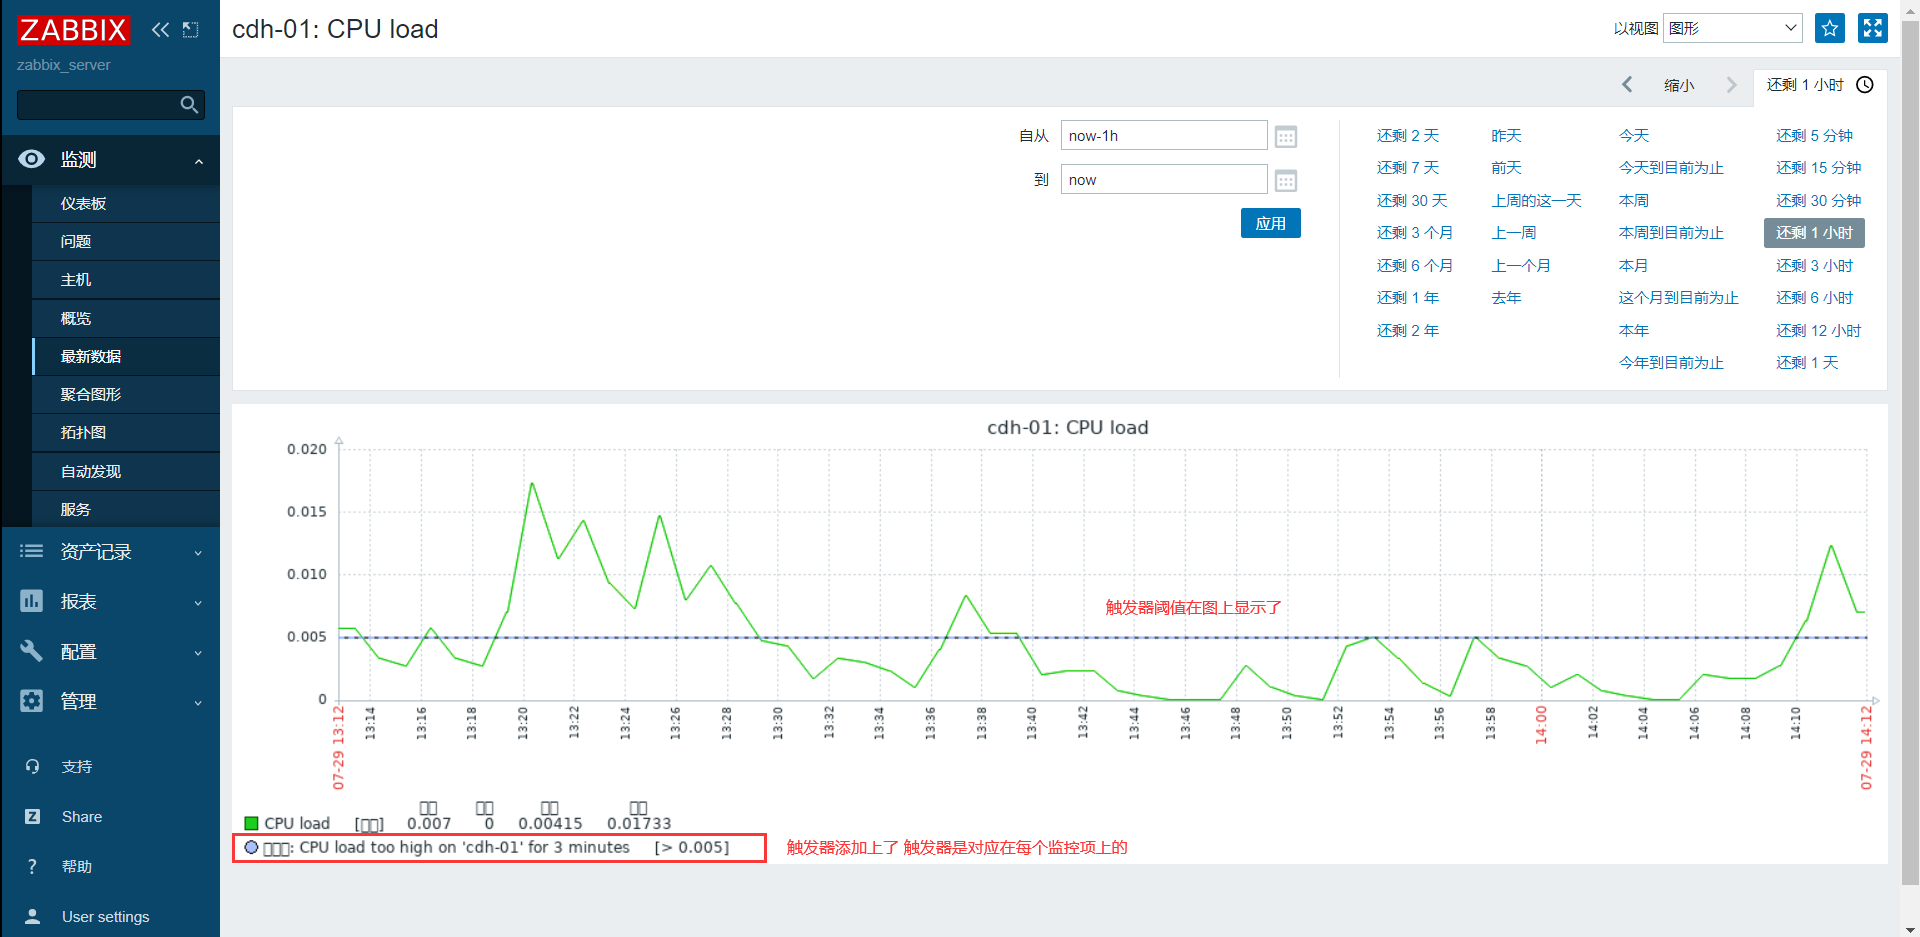 ZABBIX
zabbix_server
监测
仪表板
问题
主机
概览
最新数据
聚合图形
拓扑图
自动发现
服务
资产记录
报表
配置
管理
支持
Share
帮助
User settings
cdh-01: CPU load
以视图 图形
缩小
还剩 1 小时
自从 now-1h
到 now
应用
还剩 2 天 昨天 今天 还剩 5 分钟
还剩 7 天 前天 今天到目前为止 还剩 15 分钟
还剩 30 天 上周的这一天 本周 还剩 30 分钟
还剩 3 个月 上一周 本周到目前为止 还剩 1 小时
还剩 6 个月 上一个月 本月 还剩 3 小时
还剩 1 年 去年 这个月到目前为止 还剩 6 小时
还剩 2 年 本年 还剩 12 小时
今年到目前为止 还剩 1 天
cdh-01: CPU load
0.020
0.015
0.010
触发器阈值在图上显示了
0.005
0
07-29 13:12 13:14 13:16 13:18 13:20 13:22 13:24 13:26 13:28 13:30 13:32 13:34 13:36 13:38 13:40 13:42 13:44 13:46 13:48 13:50 13:52 13:54 13:56 13:58 14:00 14:02 14:04 14:06 14:08 14:10 07-29 14:12
CPU load [□□] 0.007 0 0.00415 0.01733
□□□: CPU load too high on 'cdh-01' for 3 minutes [> 0.005]
触发器添加上了 触发器是对应在每个监控项上的